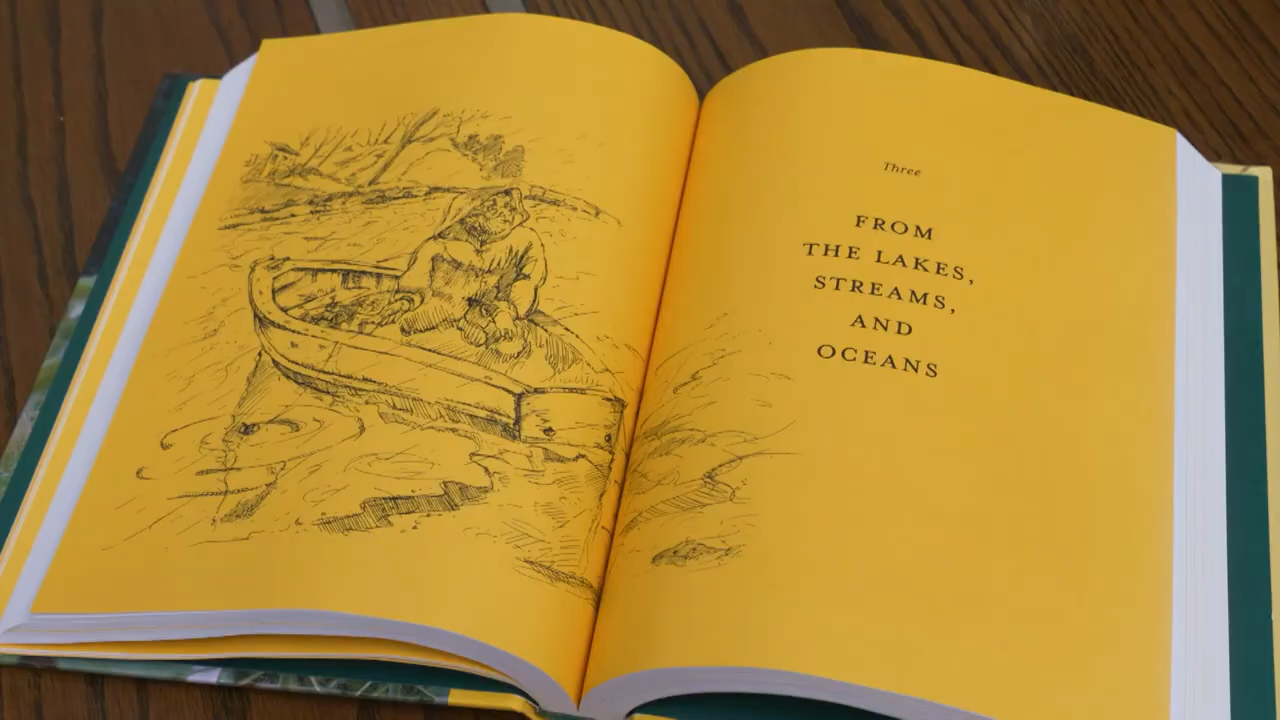 Three
FROM
THE LAKES,
STREAMS,
AND
OCEANS